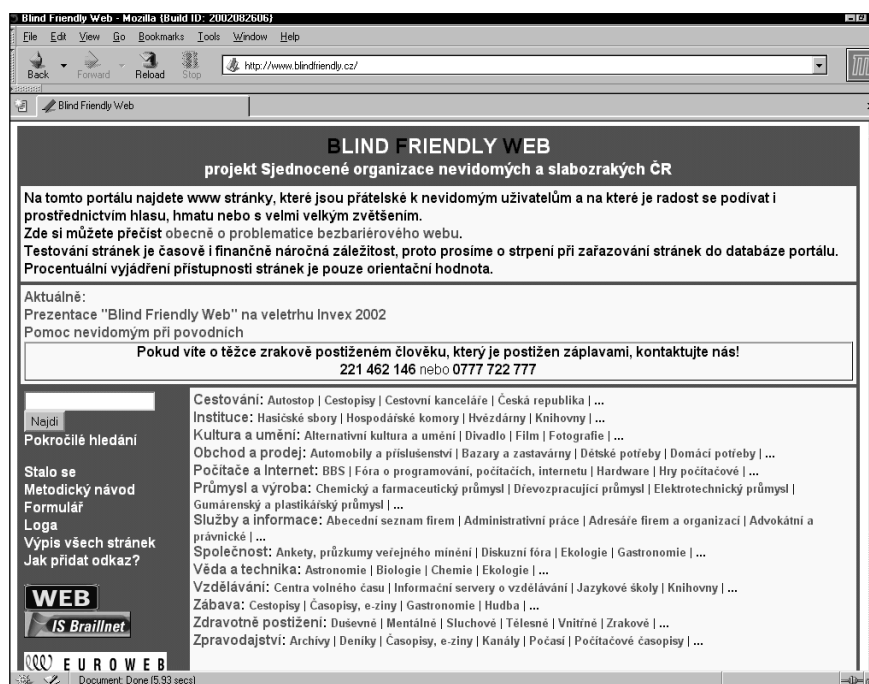 Blind Friendly Web - Mozilla {Build ID: 2002082606}
File Edit View Go Bookmarks Tools Window Help
Back Forward Reload Stop http://www.blindfriendly.cz/
Blind Friendly Web
BLIND FRIENDLY WEB
projekt Sjednocené organizace nevidomých a slabozrakých ČR
Na tomto portálu najdete www stránky, které jsou přátelské k nevidomým uživatelům a na které je radost se podívat i
prostřednictvím hlasu, hmatu nebo s velmi velkým zvětšením.
Zde si můžete přečíst obecně o problematice bezbariérového webu.
Testování stránek je časově i finančně náročná záležitost, proto prosíme o strpení při zařazování stránek do databáze portálu.
Procentuální vyjádření přístupnosti stránek je pouze orientační hodnota.
Aktuálně:
Prezentace "Blind Friendly Web" na veletrhu Invex 2002
Pomoc nevidomým při povodních
Pokud víte o těžce zrakově postiženém člověku, který je postižen záplavami, kontaktujte nás!
221 462 146 nebo 0777 722 777
Najdi
Pokročilé hledání
Stalo se
Metodický návod
Formulář
Loga
Výpis všech stránek
Jak přidat odkaz?
WEB
IS Braillnet
EUROWEB
Cestování: Autostop | Cestopisy | Cestovní kanceláře | Česká republika | ...
Instituce: Hasičské sbory | Hospodářské komory | Hvězdárny | Knihovny | ...
Kultura a umění: Alternativní kultura a umění | Divadlo | Film | Fotografie | ...
Obchod a prodej: Automobily a příslušenství | Bazary a zastavárny | Dětské potřeby | Domácí potřeby | ...
Počítače a Internet: BBS | Fóra o programování, počítačích, internetu | Hardware | Hry počítačové | ...
Průmysl a výroba: Chemický a farmaceutický průmysl | Dřevozpracující průmysl | Elektrotechnický průmysl |
Gumárenský a plastikářský průmysl | ...
Služby a informace: Abecední seznam firem | Administrativní práce | Adresáře firem a organizací | Advokátní a
právnické | ...
Společnost: Ankety, průzkumy veřejného mínění | Diskuzní fóra | Ekologie | Gastronomie | ...
Věda a technika: Astronomie | Biologie | Chemie | Ekologie | ...
Vzdělávání: Centra volného času | Informační servery o vzdělávání | Jazykové školy | Knihovny | ...
Zábava: Cestopisy | Časopisy, e-ziny | Gastronomie | Hudba | ...
Zdravotně postižení: Duševně | Mentálně | Sluchově | Tělesně | Vnitřně | Zrakově | ...
Zpravodajství: Archivy | Deníky | Časopisy, e-ziny | Kanály | Počasí | Počítačové časopisy | ...
Document: Done (5.93 secs)